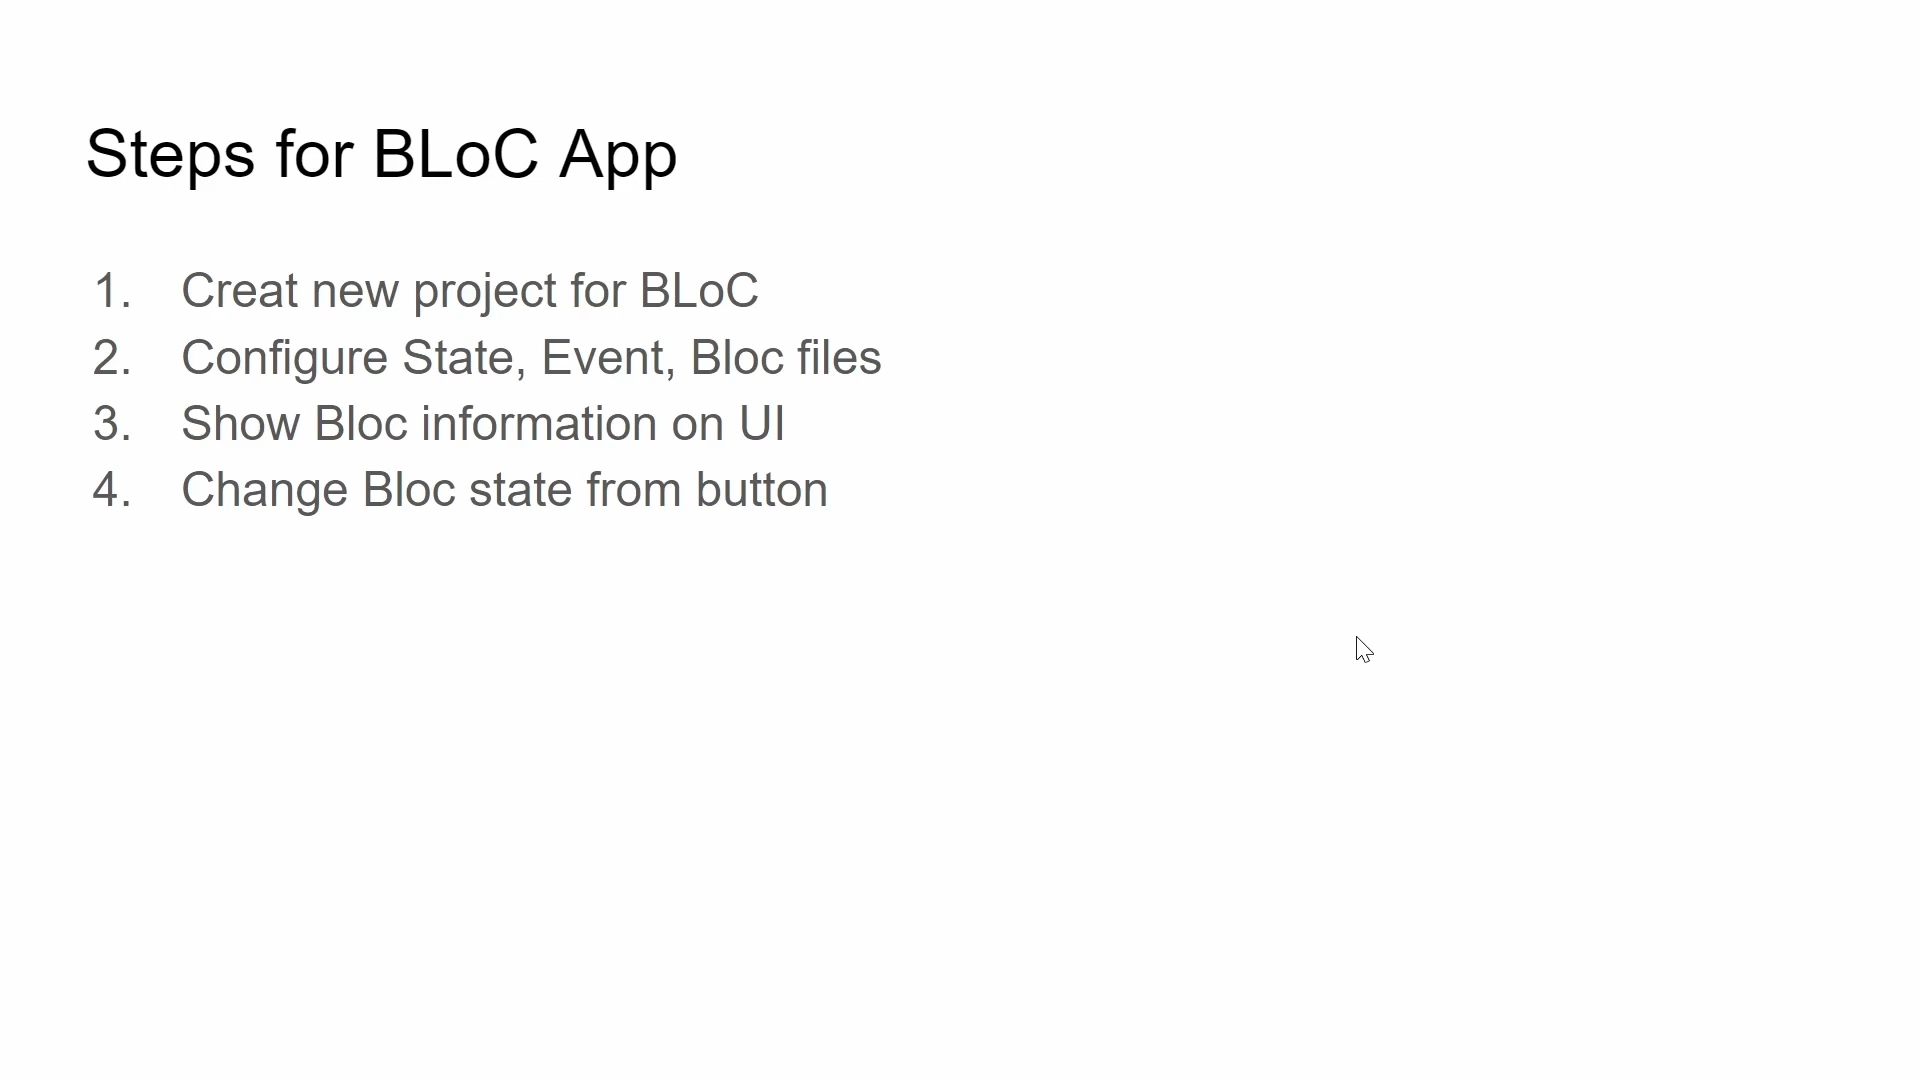 Steps for BLoC App
1. Creat new project for BLoC
2. Configure State, Event, Bloc files
3. Show Bloc information on UI
4. Change Bloc state from button